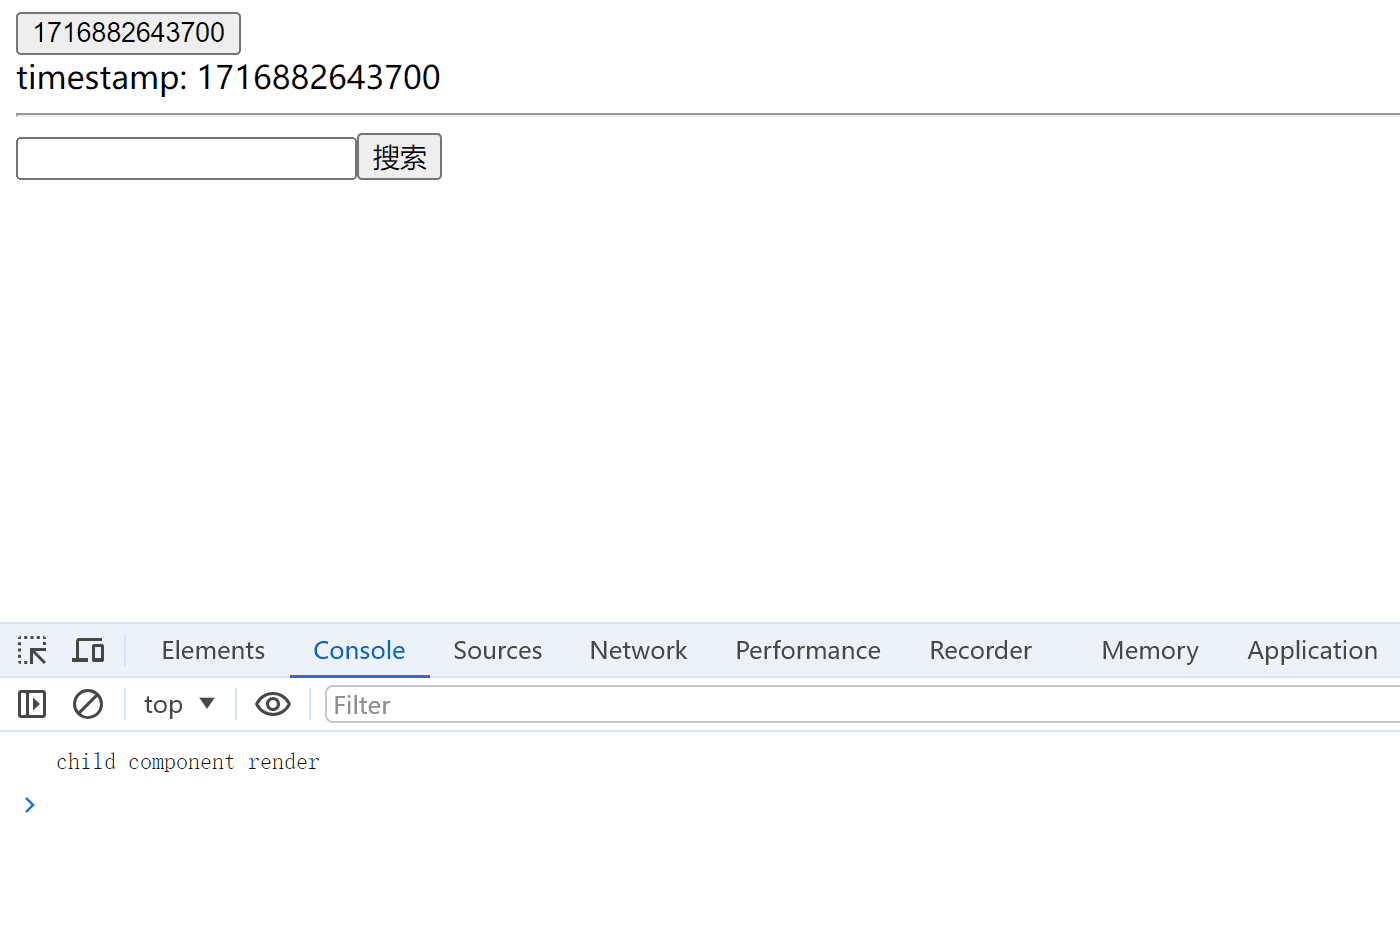 1716882643700
timestamp: 1716882643700
搜索
Elements Console Sources Network Performance Recorder Memory Application
top Filter
child component render